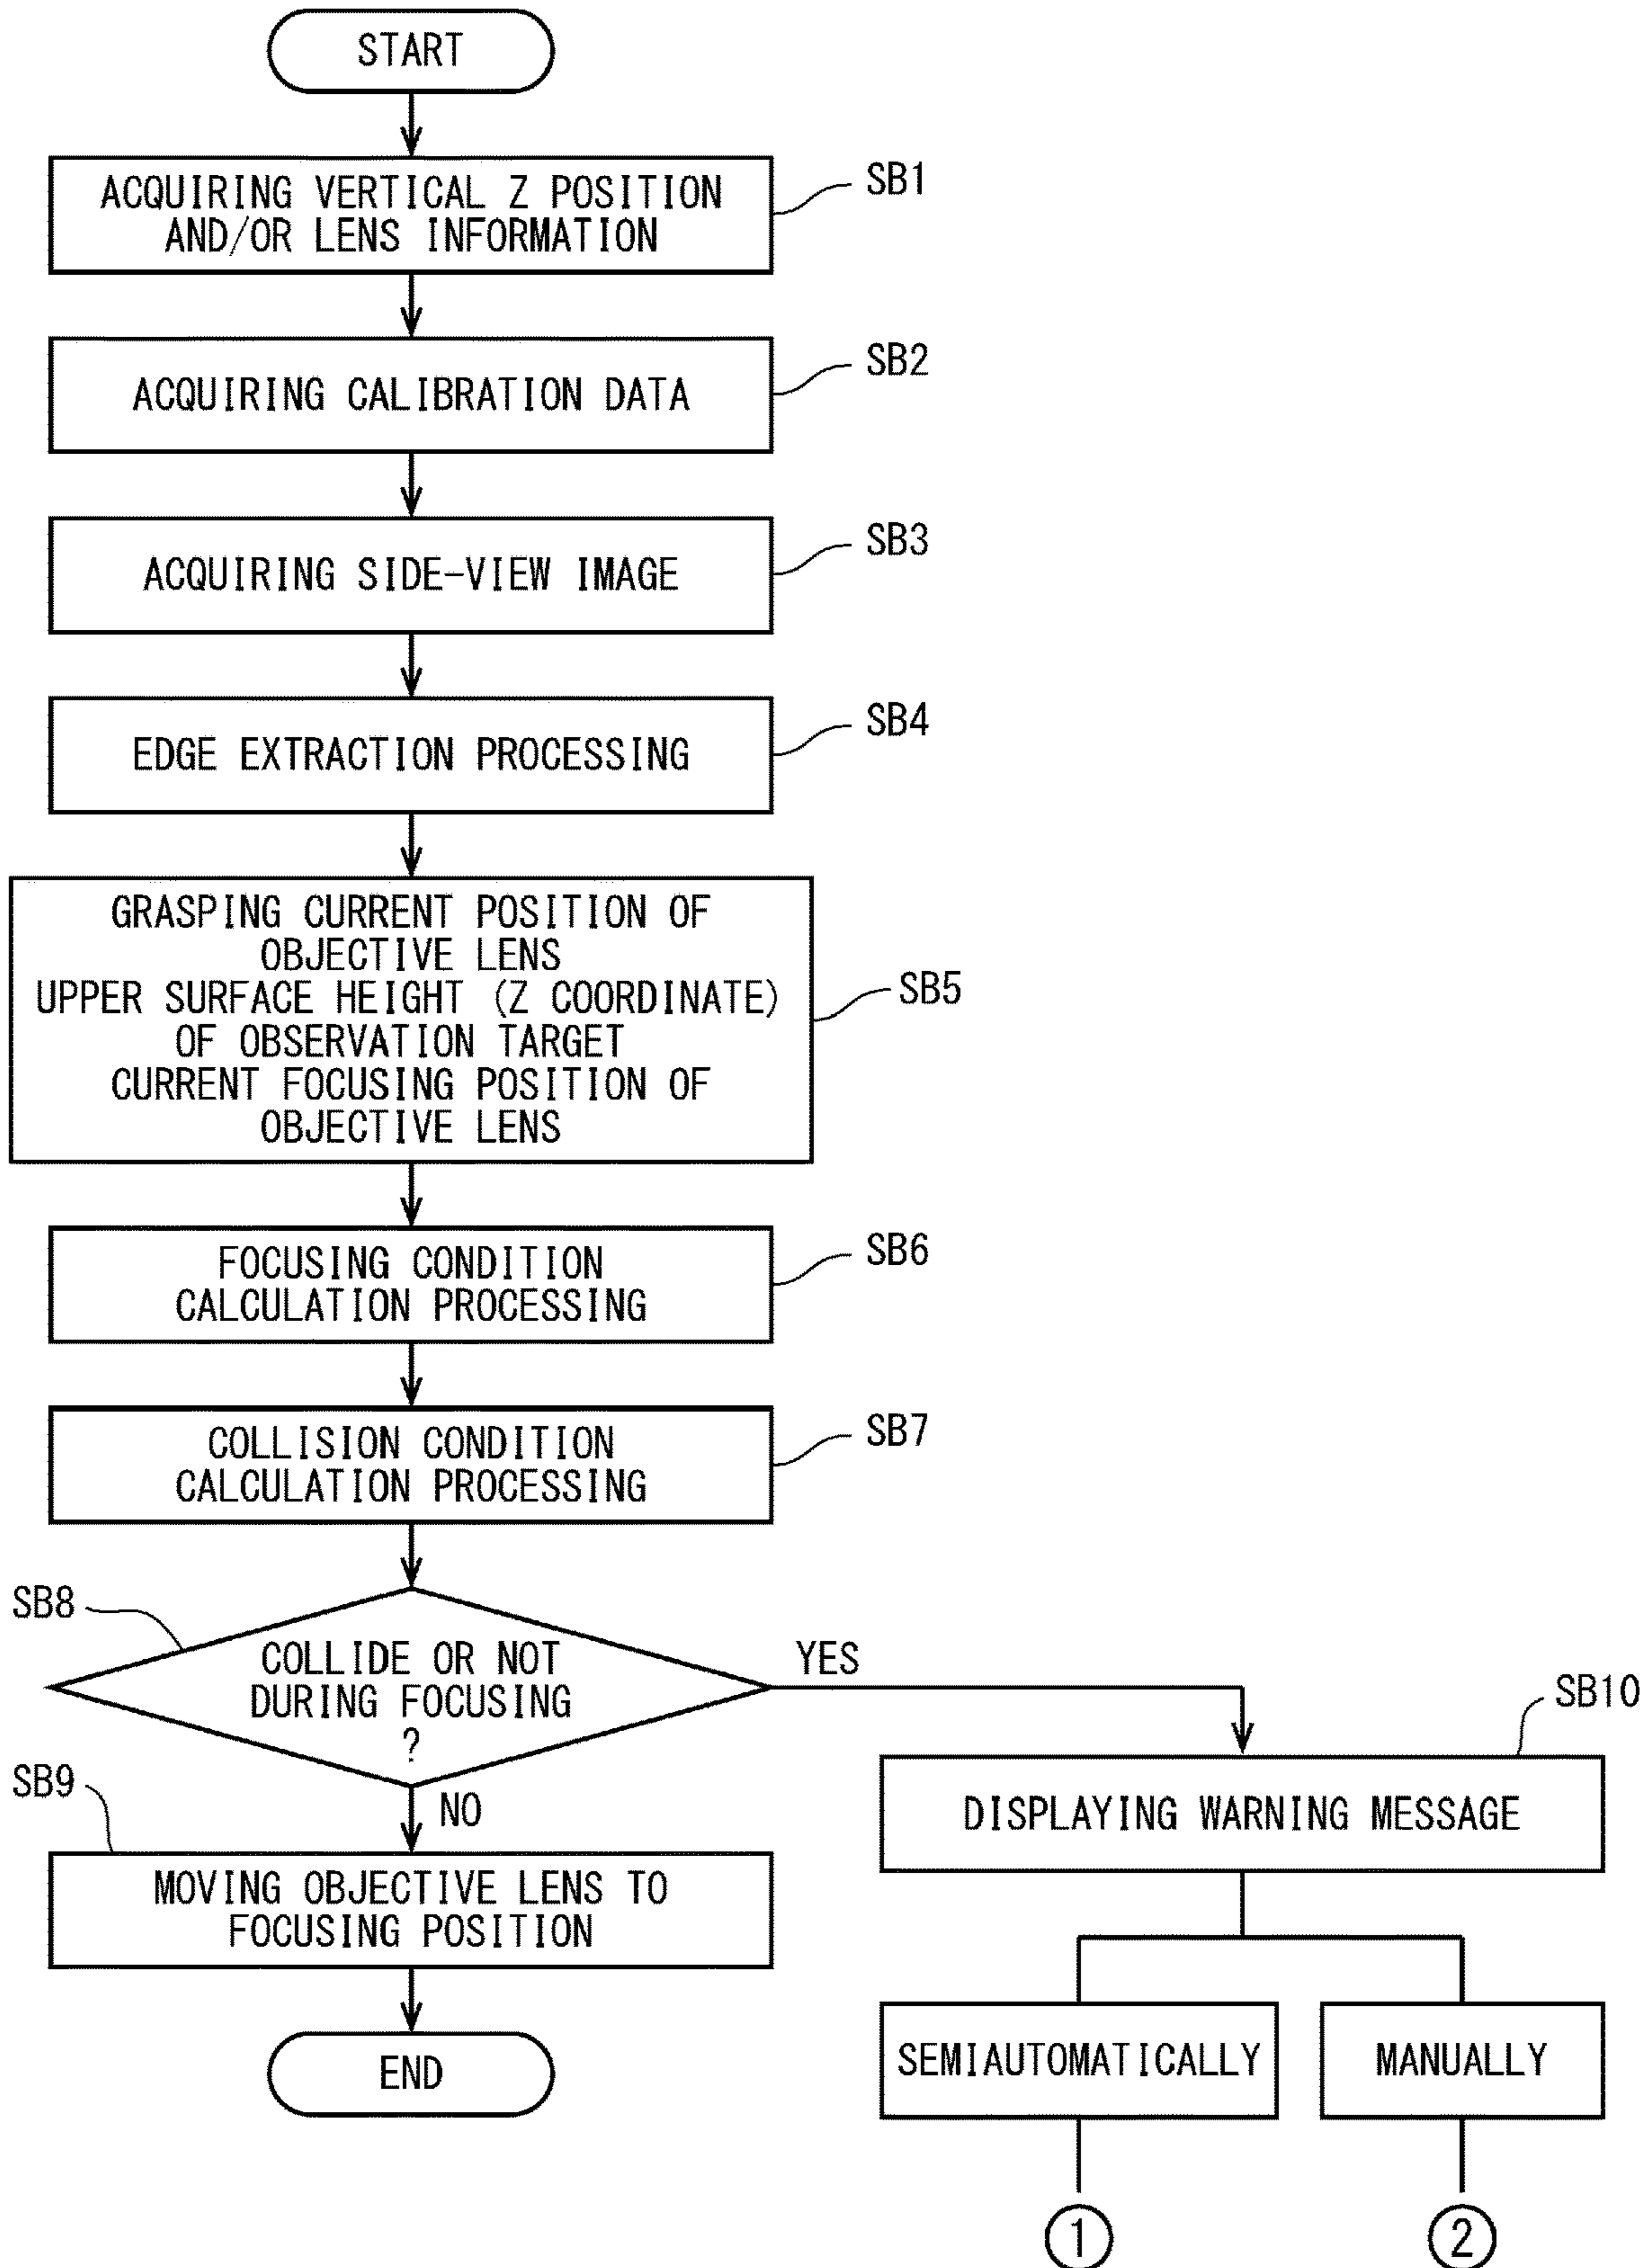 START
ACQUIRING VERTICAL Z POSITION
AND/OR LENS INFORMATION
SB1
ACQUIRING CALIBRATION DATA
SB2
ACQUIRING SIDE-VIEW IMAGE
SB3
EDGE EXTRACTION PROCESSING
SB4
GRASPING CURRENT POSITION OF
OBJECTIVE LENS
UPPER SURFACE HEIGHT (Z COORDINATE)
OF OBSERVATION TARGET
CURRENT FOCUSING POSITION OF
OBJECTIVE LENS
SB5
FOCUSING CONDITION
CALCULATION PROCESSING
SB6
COLLISION CONDITION
CALCULATION PROCESSING
SB7
SB8
COLLIDE OR NOT
DURING FOCUSING
?
YES
NO
SB9
MOVING OBJECTIVE LENS TO
FOCUSING POSITION
END
SB10
DISPLAYING WARNING MESSAGE
SEMIAUTOMATICALLY
MANUALLY
1
2